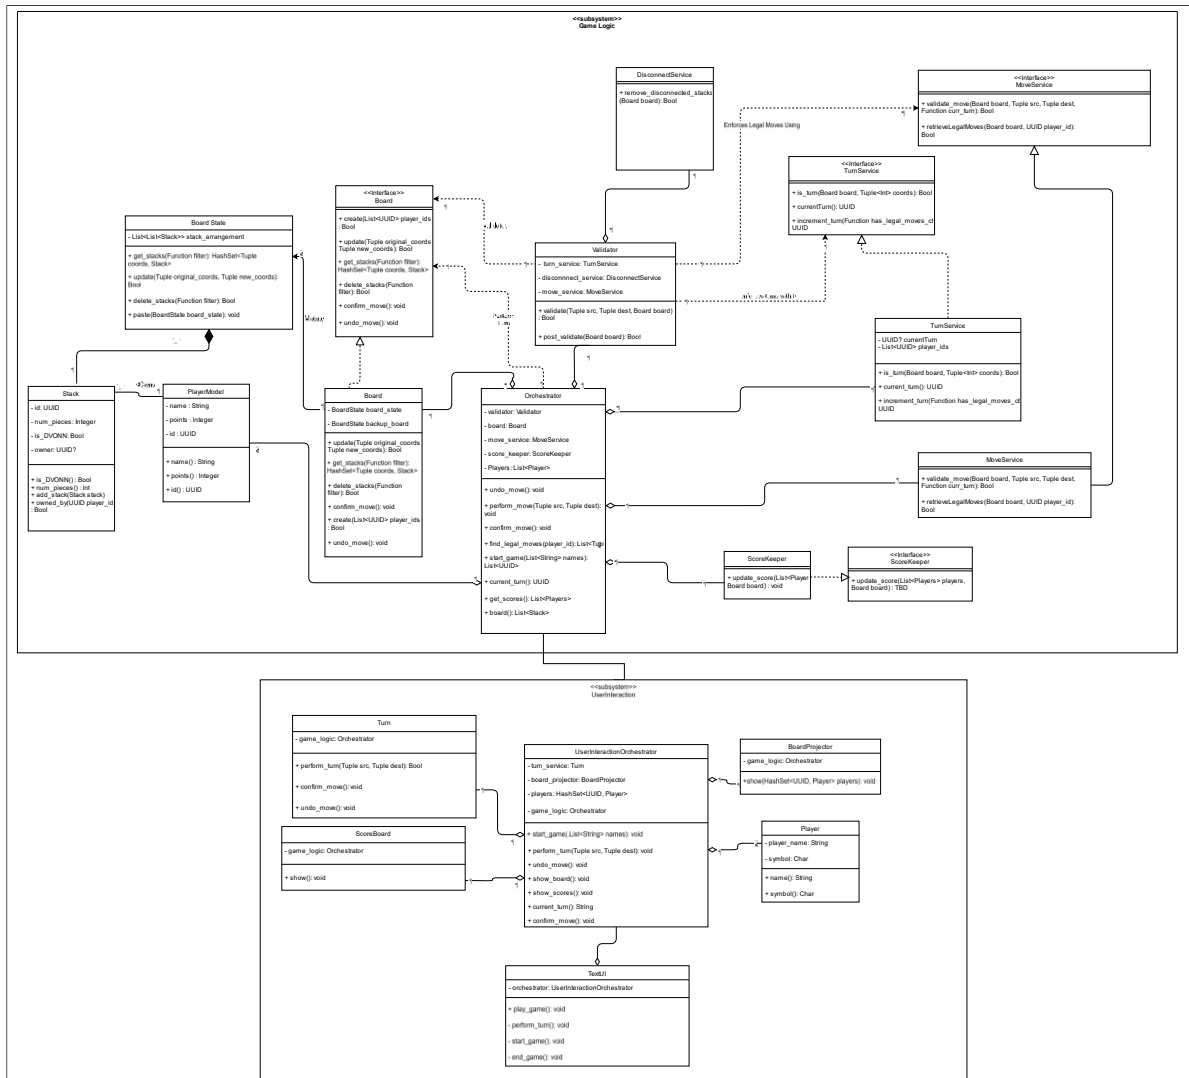 <<subsystem>>
Game Logic
DisconnectService
+ remove_disconnected_stacks
(Board board): Bool
<<Interface>>
MoveService
+ validate_move(Board board, Tuple src, Tuple dest,
Function curr_turn): Bool
+ retrieveLegalMoves(Board board, UUID player_id):
Bool
Enforces Legal Moves Using
<<Interface>>
TurnService
+ is_turn(Board board, Tuple<Int> coords): Bool
+ currentTurn(): UUID
+ increment_turn(Function has_legal_moves_cl
UUID
<<Interface>>
Board
+ create(List<UUID> player_ids
: Bool
+ update(Tuple original_coords
Tuple new_coords): Bool
+ get_stacks(Function filter):
HashSet<Tuple coords, Stack>
+ delete_stacks(Function
filter): Bool
+ confirm_move(): void
+ undo_move(): void
Board State
- List<List<Stack>> stack_arrangement
+ get_stacks(Function filter): HashSet<Tuple
coords, Stack>
+ update(Tuple original_coords, Tuple new_coords):
Bool
+ delete_stacks(Function filter): Bool
+ paste(BoardState board_state): void
Validator
- turn_service: TurnService
- disconnnect_service: DisconnectService
- move_service: MoveService
+ validate(Tuple src, Tuple dest, Board board)
: Bool
+ post_validate(Board board): Bool
TurnService
- UUID? currentTurn
- List<UUID> player_ids
+ is_turn(Board board, Tuple<Int> coords): Bool
+ current_turn(): UUID
+ increment_turn(Function has_legal_moves_cl
UUID
Stack
- id: UUID
- num_pieces: Integer
- is_DVONN: Bool
- owner: UUID?
+ is_DVONN() : Bool
+ num_pieces() : Int
+ add_stack(Stack stack)
+ owned_by(UUID player_id
: Bool
PlayerModel
- name : String
- points : Integer
- id : UUID
+ name() : String
+ points() : Integer
+ id() : UUID
Board
- BoardState board_state
- BoardState backup_board
+ update(Tuple original_coords
Tuple new_coords): Bool
+ get_stacks(Function filter):
HashSet<Tuple coords, Stack>
+ delete_stacks(Function
filter): Bool
+ confirm_move(): void
+ create(List<UUID> player_ids
: Bool
+ undo_move(): void
Orchestrator
- validator: Validator
- board: Board
- move_service: MoveService
- score_keeper: ScoreKeeper
- Players: List<Player>
+ undo_move(): void
+ perform_move(Tuple src, Tuple dest):
void
+ confirm_move(): void
+ find_legal_moves(player_id): List<Tupl
+ start_game(List<String> names):
List<UUID>
+ current_turn(): UUID
+ get_scores(): List<Players>
+ board(): List<Stack>
MoveService
+ validate_move(Board board, Tuple src, Tuple dest,
Function curr_turn): Bool
+ retrieveLegalMoves(Board board, UUID player_id):
Bool
ScoreKeeper
+ update_score(List<Player
Board board) : void
<<Interface>>
ScoreKeeper
+ update_score(List<Players> players,
Board board) : TBD
<<subsystem>>
UserInteraction
Turn
- game_logic: Orchestrator
+ perform_turn(Tuple src, Tuple dest): Bool
+ confirm_move(): void
+ undo_move(): void
ScoreBoard
- game_logic: Orchestrator
+ show(): void
UserInteractionOrchestrator
- turn_service: Turn
- board_projector: BoardProjector
- players: HashSet<UUID, Player>
- game_logic: Orchestrator
+ start_game(.List<String> names): void
+ perform_turn(Tuple src, Tuple dest): void
+ undo_move(): void
+ show_board(): void
+ show_scores(): void
+ current_turn(): String
+ confirm_move(): void
BoardProjector
- game_logic: Orchestrator
+show(HashSet<UUID, Player> players): void
Player
- player_name: String
- symbol: Char
+ name(): String
+ symbol(): Char
TextUI
- orchestrator: UserInteractionOrchestrator
+ play_game(): void
- perform_turn(): void
- start_game(): void
- end_game(): void